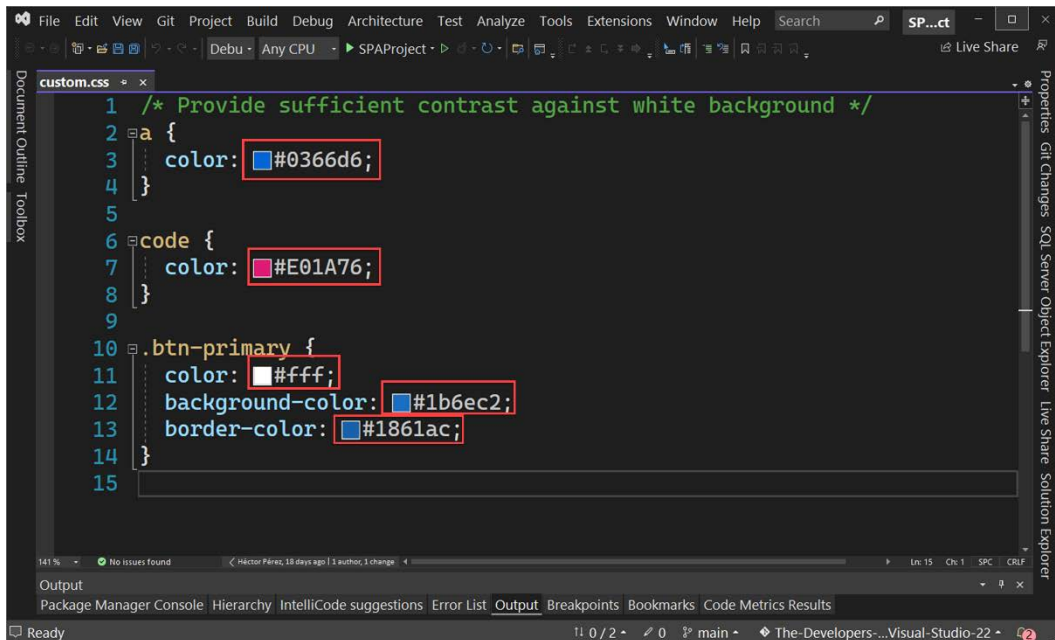 File Edit View Git Project Build Debug Architecture Test Analyze Tools Extensions Window Help Search SP...ct
Debu Any CPU SPAProject Live Share
custom.css
1 /* Provide sufficient contrast against white background */
2 a {
3 color: #0366d6;
4 }
5
6 code {
7 color: #E01A76;
8 }
9
10 .btn-primary {
11 color: #fff;
12 background-color: #1b6ec2;
13 border-color: #1861ac;
14 }
15
Document Outline Toolbox
Properties Git Changes SQL Server Object Explorer Live Share Solution Explorer
141% No issues found Héctor Pérez, 18 days ago | 1 author, 1 change Ln: 15 Ch: 1 SPC CRLF
Output
Package Manager Console Hierarchy IntelliCode suggestions Error List Output Breakpoints Bookmarks Code Metrics Results
Ready 0 / 2 0 main The-Developers-...Visual-Studio-22 2